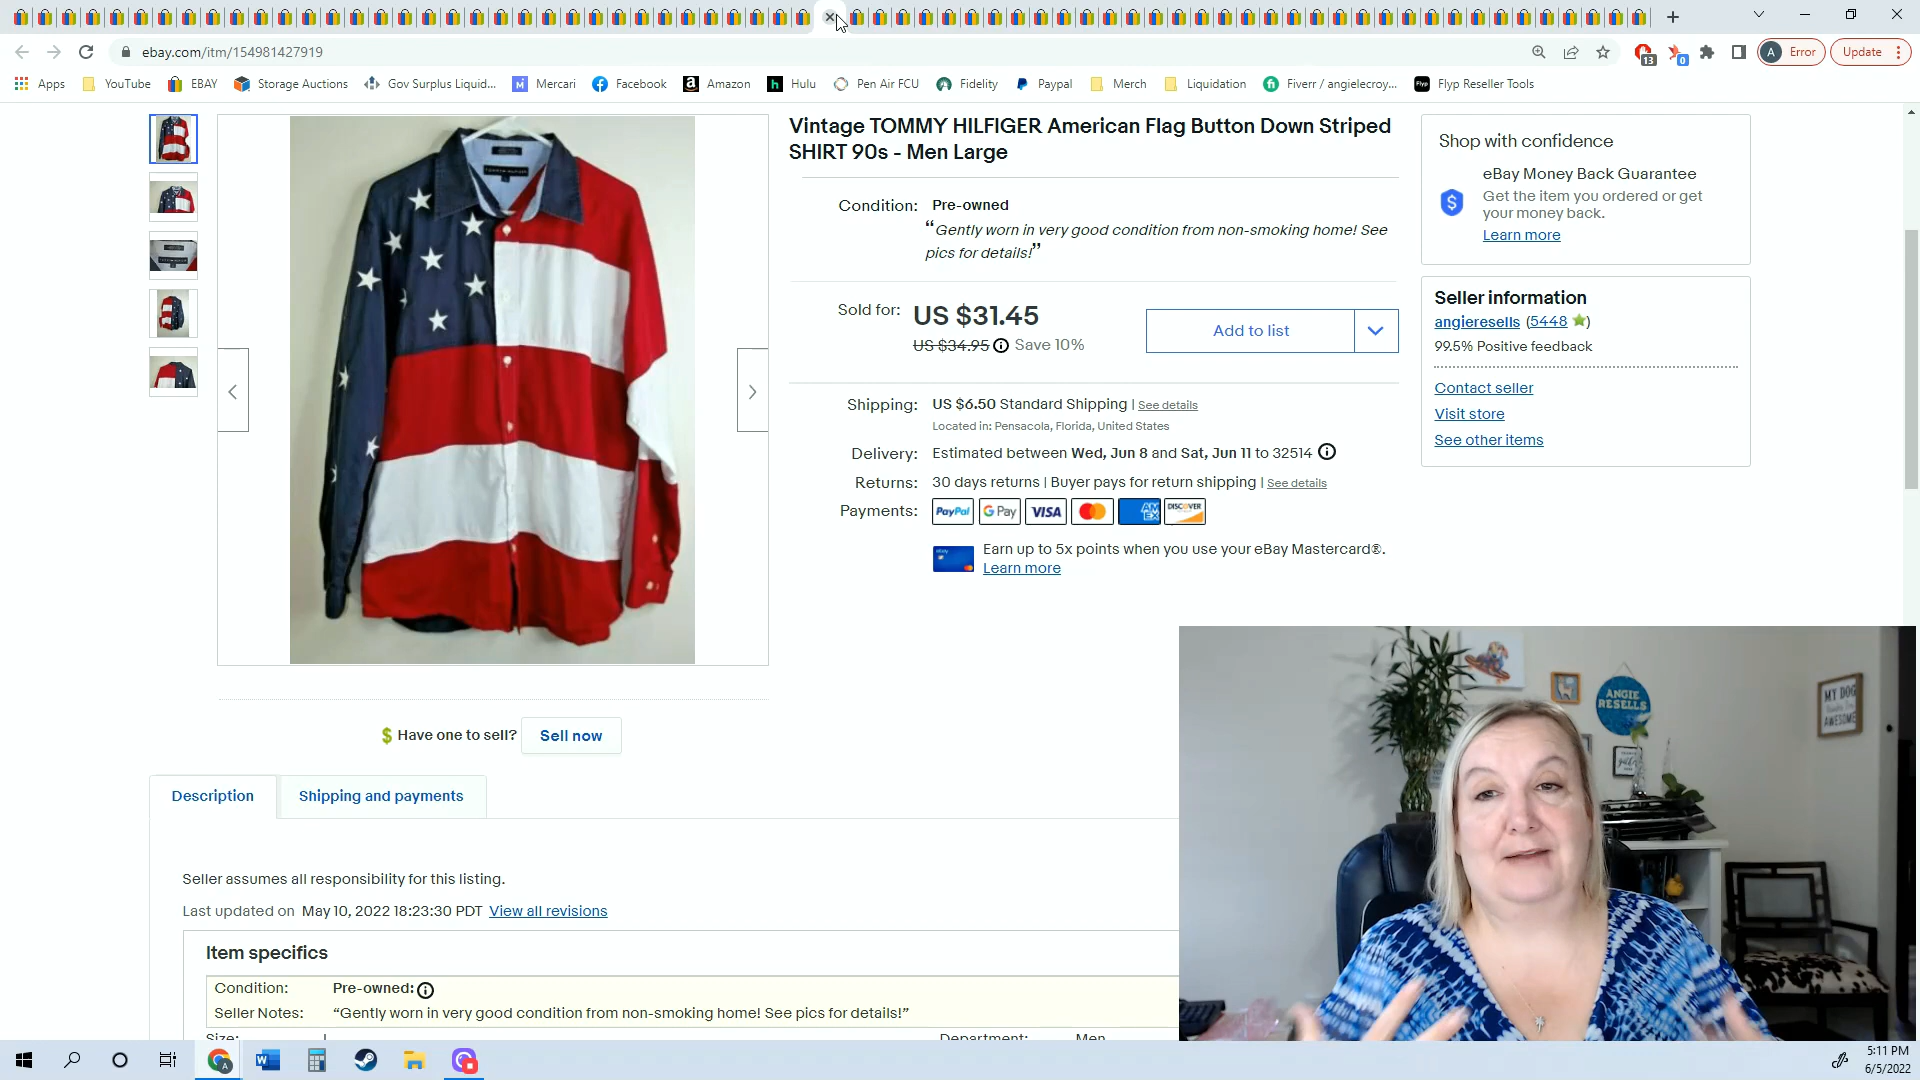 ebay.com/itm/154981427919
13
0
A Error
Update
Apps
YouTube
EBAY
Storage Auctions
Gov Surplus Liquid...
Mercari
Facebook
Amazon
Hulu
Pen Air FCU
Fidelity
Paypal
Merch
Liquidation
Fiverr / angielecroy...
Flyp Reseller Tools
Vintage TOMMY HILFIGER American Flag Button Down Striped
SHIRT 90s - Men Large
Condition: Pre-owned
“Gently worn in very good condition from non-smoking home! See
pics for details!”
Sold for: US $31.45
US $34.95 Save 10%
Add to list
Shipping: US $6.50 Standard Shipping | See details
Located in: Pensacola, Florida, United States
Delivery: Estimated between Wed, Jun 8 and Sat, Jun 11 to 32514
Returns: 30 days returns | Buyer pays for return shipping | See details
Payments: PayPal G Pay VISA AM EX DISCOVER
Earn up to 5x points when you use your eBay Mastercard®.
Learn more
Shop with confidence
eBay Money Back Guarantee
Get the item you ordered or get
your money back.
Learn more
Seller information
angieresells (5448)
99.5% Positive feedback
Contact seller
Visit store
See other items
Have one to sell? Sell now
Description
Shipping and payments
Seller assumes all responsibility for this listing.
Last updated on May 10, 2022 18:23:30 PDT View all revisions
Item specifics
Condition: Pre-owned:
Seller Notes: “Gently worn in very good condition from non-smoking home! See pics for details!”
Size: L
Department: Men
ANGIE
RESELLS
MY DOG
AWESOME
5:11 PM
6/5/2022